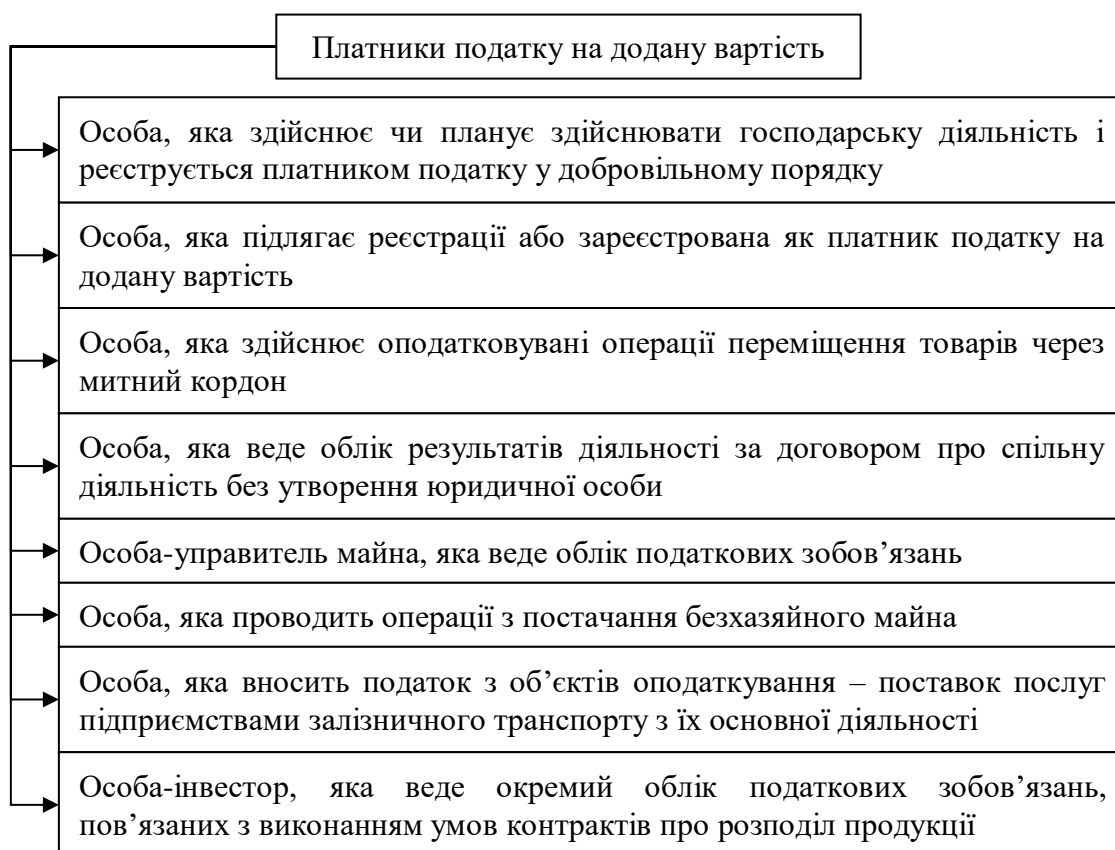 Платники податку на додану вартість
Особа, яка здійснює чи планує здійснювати господарську діяльність і
реєструється платником податку у добровільному порядку
Особа, яка підлягає реєстрації або зареєстрована як платник податку на
додану вартість
Особа, яка здійснює оподатковувані операції переміщення товарів через
митний кордон
Особа, яка веде облік результатів діяльності за договором про спільну
діяльність без утворення юридичної особи
Особа-управитель майна, яка веде облік податкових зобов’язань
Особа, яка проводить операції з постачання безхазяйного майна
Особа, яка вносить податок з об’єктів оподаткування – поставок послуг
підприємствами залізничного транспорту з їх основної діяльності
Особа-інвестор, яка веде окремий облік податкових зобов’язань,
пов’язаних з виконанням умов контрактів про розподіл продукції